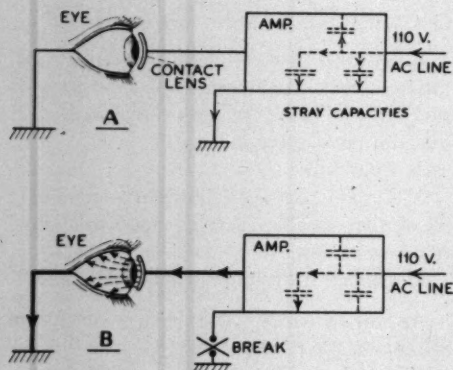 EYE
AMP.
110 V.
AC LINE
CONTACT
LENS
A
STRAY CAPACITIES
EYE
AMP.
110 V.
AC LINE
B
BREAK